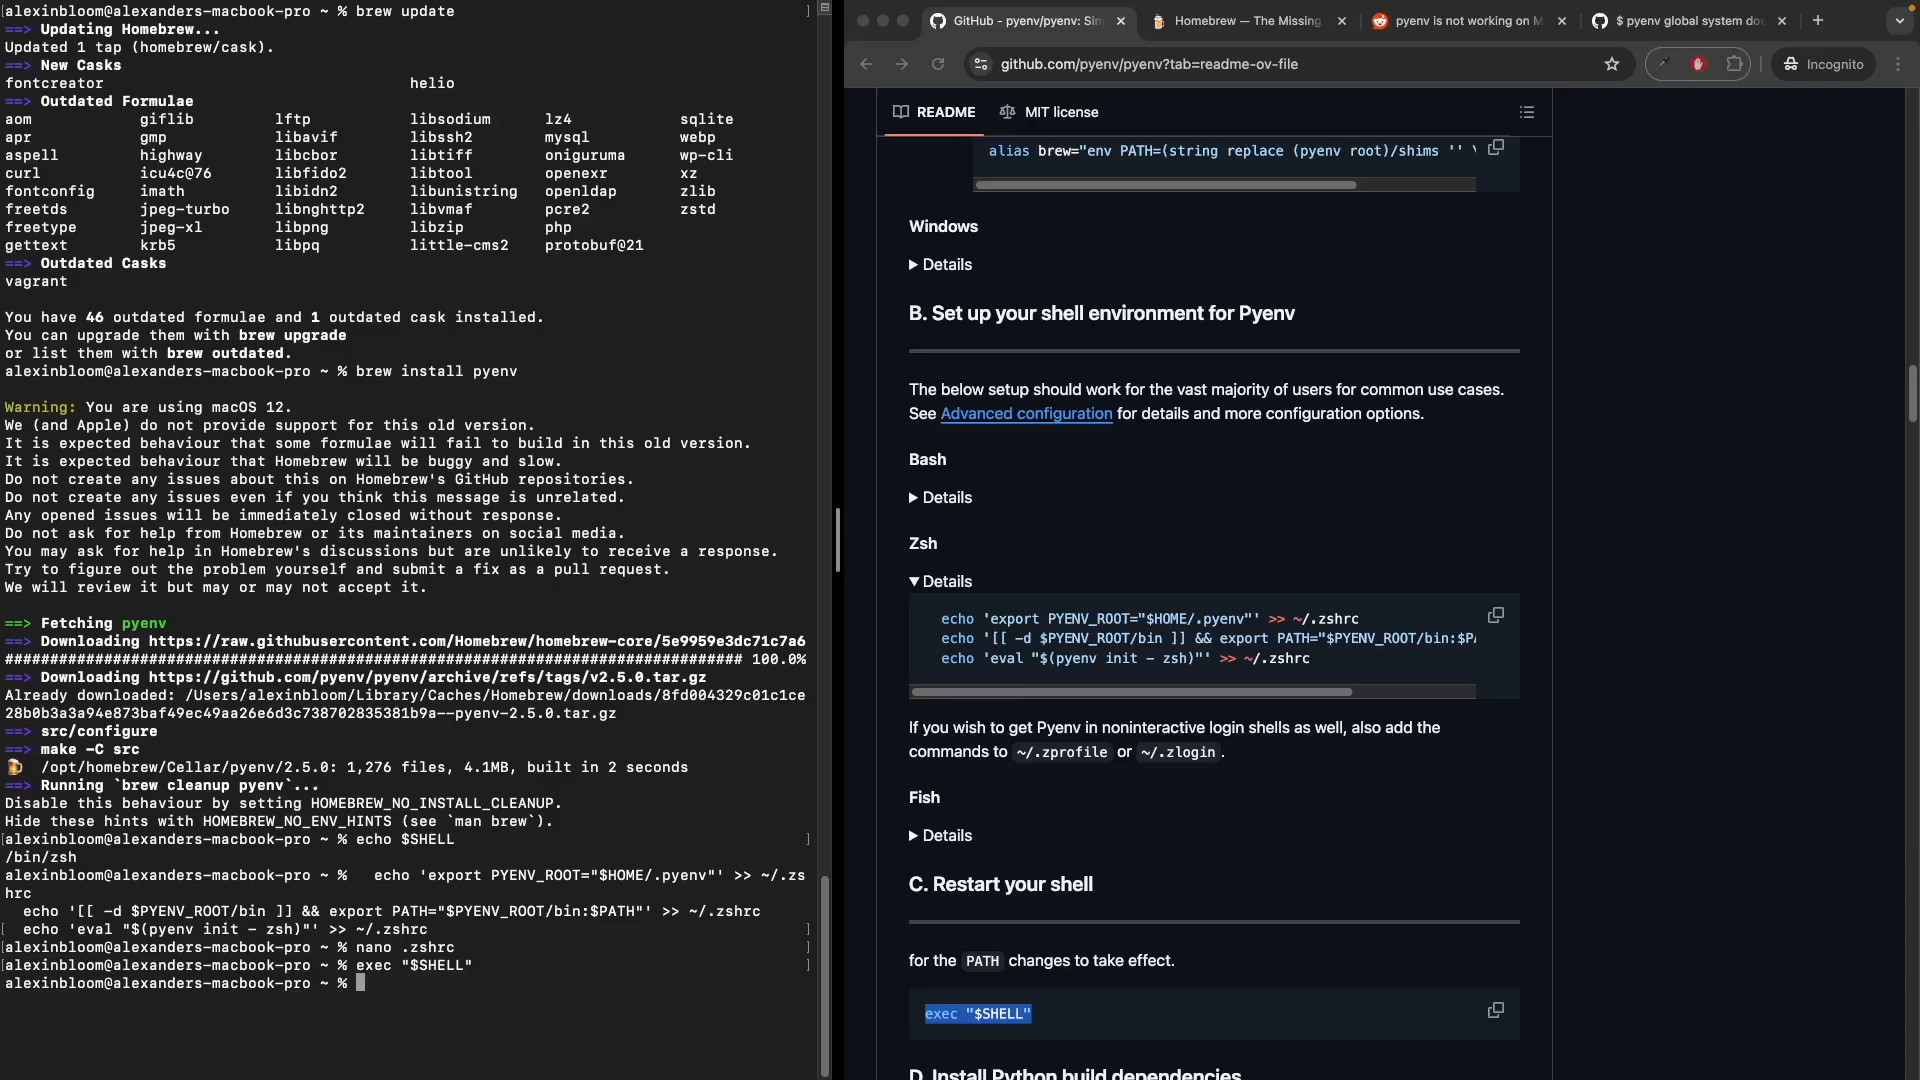 [alexinbloom@alexanders-macbook-pro ~ % brew update ]
==> Updating Homebrew...
Updated 1 tap (homebrew/cask).
==> New Casks
fontcreator helio
==> Outdated Formulae
aom giflib lftp libsodium lz4 sqlite
apr gmp libavif libssh2 mysql webp
aspell highway libcbor libtiff oniguruma wp-cli
curl icu4c@76 libfido2 libtool openexr xz
fontconfig imath libidn2 libunistring openldap zlib
freetds jpeg-turbo libnghttp2 libvmaf pcre2 zstd
freetype jpeg-xl libpng libzip php
gettext krb5 libpq little-cms2 protobuf@21
==> Outdated Casks
vagrant
You have 46 outdated formulae and 1 outdated cask installed.
You can upgrade them with brew upgrade
or list them with brew outdated.
alexinbloom@alexanders-macbook-pro ~ % brew install pyenv
Warning: You are using macOS 12.
We (and Apple) do not provide support for this old version.
It is expected behaviour that some formulae will fail to build in this old version.
It is expected behaviour that Homebrew will be buggy and slow.
Do not create any issues about this on Homebrew's GitHub repositories.
Do not create any issues even if you think this message is unrelated.
Any opened issues will be immediately closed without response.
Do not ask for help from Homebrew or its maintainers on social media.
You may ask for help in Homebrew's discussions but are unlikely to receive a response.
Try to figure out the problem yourself and submit a fix as a pull request.
We will review it but may or may not accept it.
==> Fetching pyenv
==> Downloading https://raw.githubusercontent.com/Homebrew/homebrew-core/5e9959e3dc71c7a6
################################################################################## 100.0%
==> Downloading https://github.com/pyenv/pyenv/archive/refs/tags/v2.5.0.tar.gz
Already downloaded: /Users/alexinbloom/Library/Caches/Homebrew/downloads/8fd004329c01c1ce
28b0b3a3a94e873baf49ec49aa26e6d3c738702835381b9a--pyenv-2.5.0.tar.gz
==> src/configure
==> make -C src
🍺 /opt/homebrew/Cellar/pyenv/2.5.0: 1,276 files, 4.1MB, built in 2 seconds
==> Running `brew cleanup pyenv`...
Disable this behaviour by setting HOMEBREW_NO_INSTALL_CLEANUP.
Hide these hints with HOMEBREW_NO_ENV_HINTS (see `man brew`).
[alexinbloom@alexanders-macbook-pro ~ % echo $SHELL ]
/bin/zsh
alexinbloom@alexanders-macbook-pro ~ %   echo 'export PYENV_ROOT="$HOME/.pyenv"' >> ~/.zs
hrc
  echo '[[ -d $PYENV_ROOT/bin ]] && export PATH="$PYENV_ROOT/bin:$PATH"' >> ~/.zshrc
[ echo 'eval "$(pyenv init - zsh)"' >> ~/.zshrc ]
[alexinbloom@alexanders-macbook-pro ~ % nano .zshrc ]
[alexinbloom@alexanders-macbook-pro ~ % exec "$SHELL" ]
alexinbloom@alexanders-macbook-pro ~ %
GitHub - pyenv/pyenv: Sim
Homebrew — The Missing
pyenv is not working on M
$ pyenv global system do
github.com/pyenv/pyenv?tab=readme-ov-file
Incognito
README
MIT license
alias brew="env PATH=(string replace (pyenv root)/shims '' \
Windows
Details
B. Set up your shell environment for Pyenv
The below setup should work for the vast majority of users for common use cases.
See Advanced configuration for details and more configuration options.
Bash
Details
Zsh
Details
echo 'export PYENV_ROOT="$HOME/.pyenv"' >> ~/.zshrc
echo '[[ -d $PYENV_ROOT/bin ]] && export PATH="$PYENV_ROOT/bin:$PA
echo 'eval "$(pyenv init - zsh)"' >> ~/.zshrc
If you wish to get Pyenv in noninteractive login shells as well, also add the
commands to ~/.zprofile or ~/.zlogin.
Fish
Details
C. Restart your shell
for the PATH changes to take effect.
exec "$SHELL"
D. Install Python build dependencies